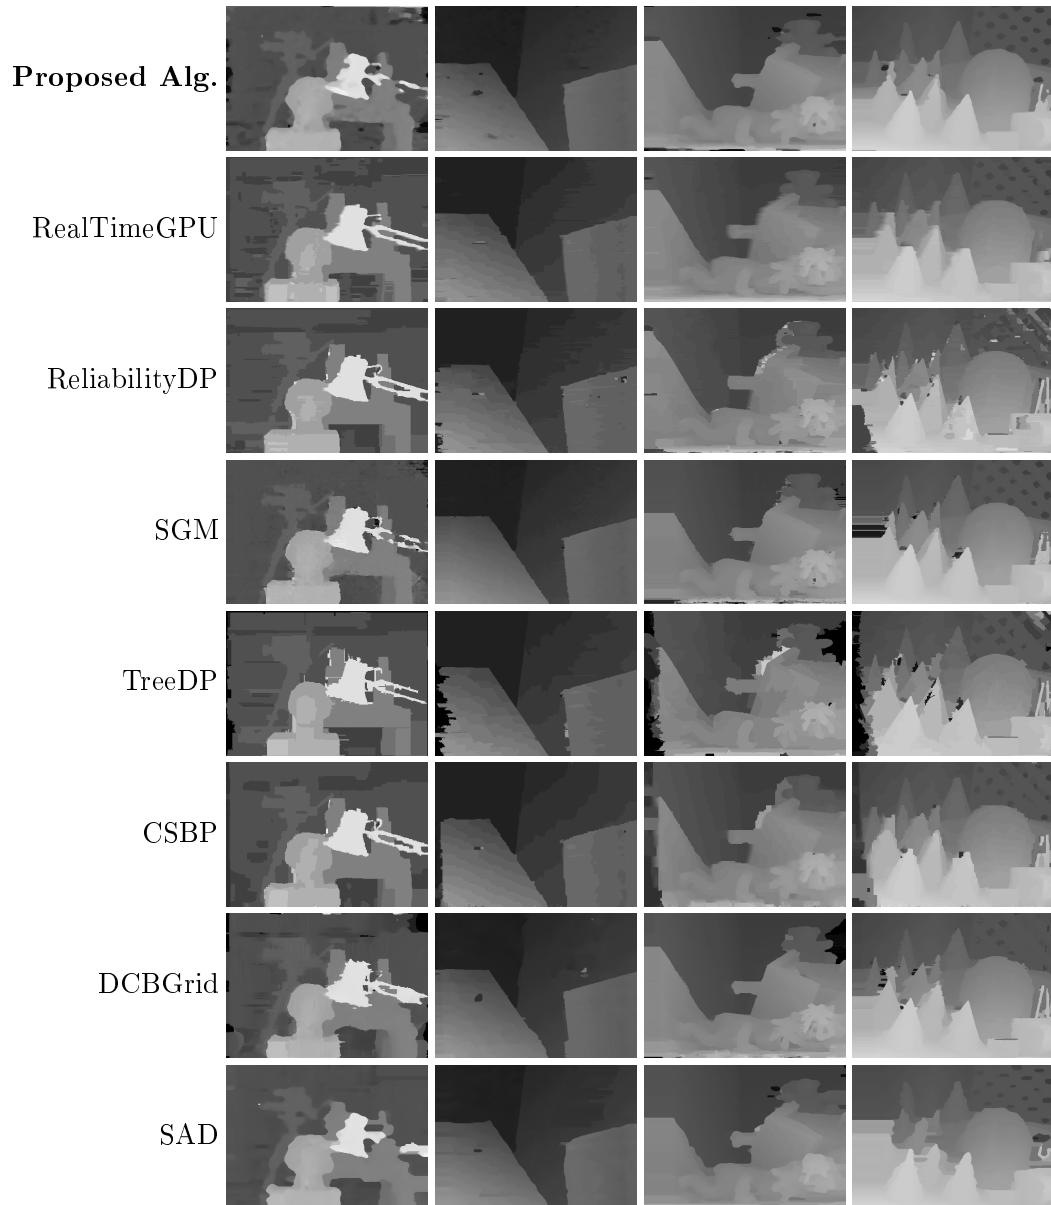 Proposed Alg.
RealTimeGPU
ReliabilityDP
SGM
TreeDP
CSBP
DCBGrid
SAD